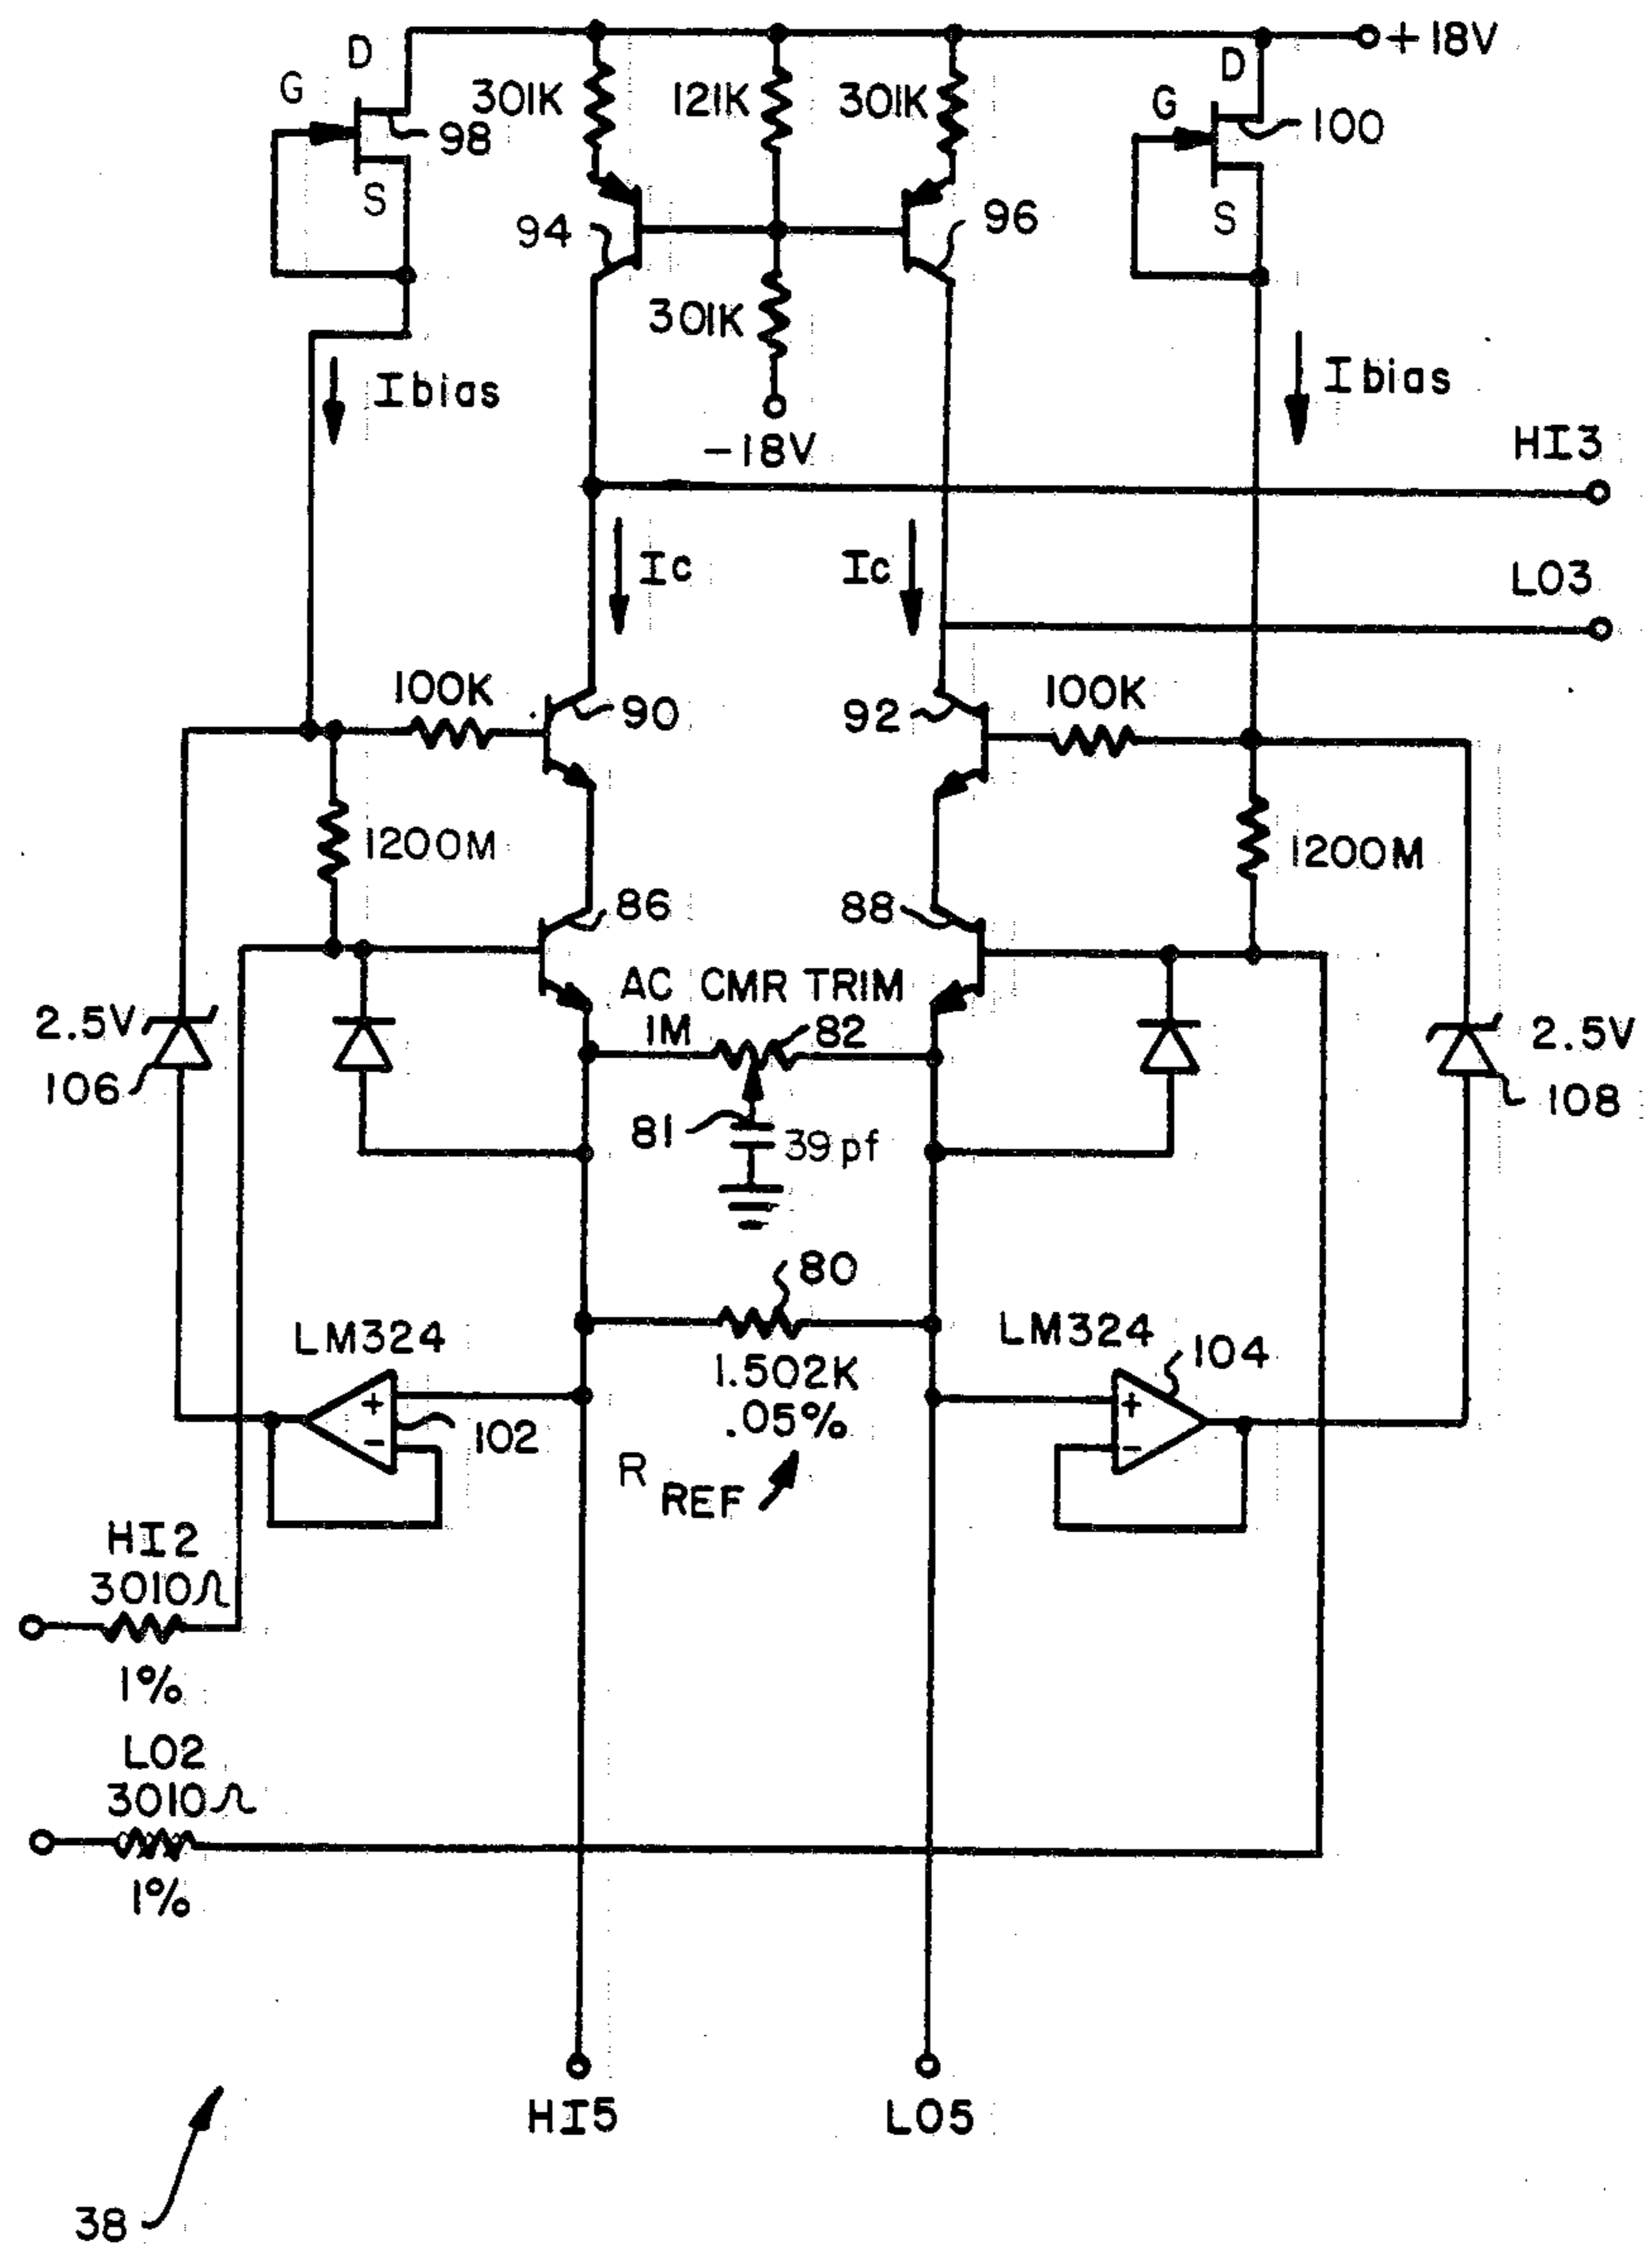 +18V
D
G
98
S
301K
121K
301K
D
G
100
S
94
96
301K
-18V
Ibias
Ibias
HI3
Ic
Ic
LO3
100K
90
92
100K
1200M
1200M
86
88
AC CMR TRIM
1M
82
2.5V
106
2.5V
108
81
39pf
80
LM324
LM324
104
1.502K
.05%
+
-
102
+
-
R REF
HI2
3010Ω
1%
LO2
3010Ω
1%
HI5
LO5
38